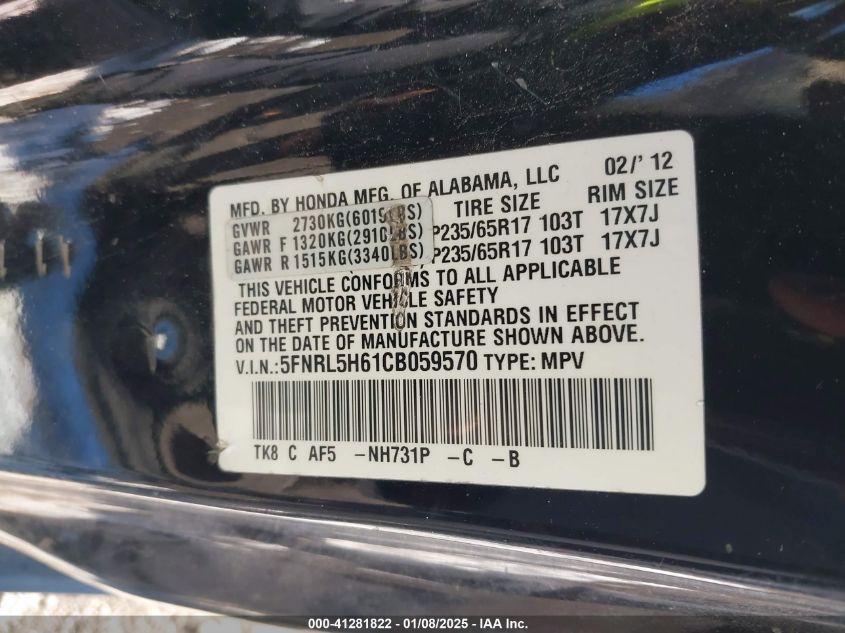 MFD. BY HONDA MFG. OF ALABAMA, LLC 02/'12
GVWR 2730KG(6019LBS) TIRE SIZE RIM SIZE
GAWR F 1320KG(2910LBS) P235/65R17 103T 17X7J
GAWR R 1515KG(3340LBS) P235/65R17 103T 17X7J
THIS VEHICLE CONFORMS TO ALL APPLICABLE
FEDERAL MOTOR VEHICLE SAFETY
AND THEFT PREVENTION STANDARDS IN EFFECT
ON THE DATE OF MANUFACTURE SHOWN ABOVE.
V.I.N.:5FNRL5H61CB059570 TYPE: MPV
TK8 C AF5 -NH731P -C -B
000-41281822 | 01/08/2025 - IAA Inc.